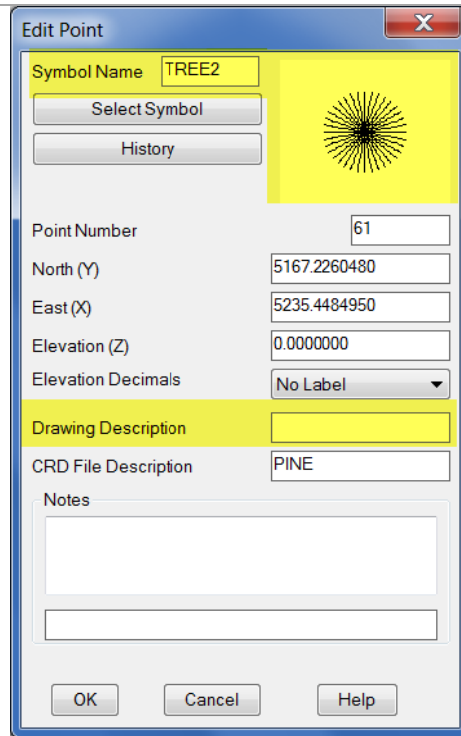 Edit Point
X
Symbol Name TREE2
Select Symbol
History
Point Number 61
North (Y) 5167.2260480
East (X) 5235.4484950
Elevation (Z) 0.0000000
Elevation Decimals No Label
Drawing Description
CRD File Description PINE
Notes
OK Cancel Help